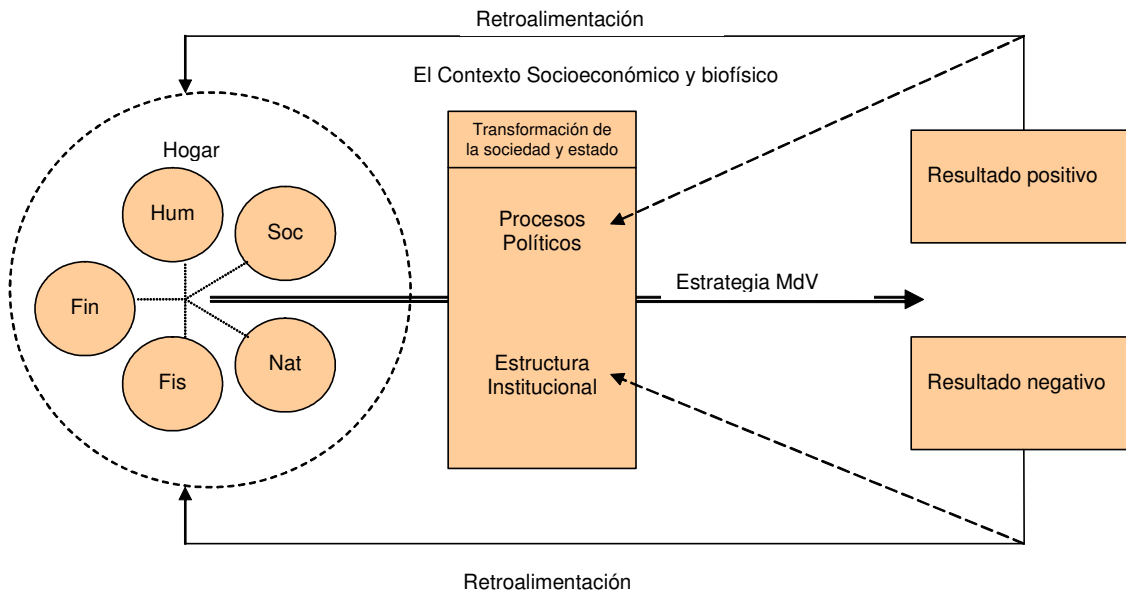 Retroalimentación
El Contexto Socioeconómico y biofísico
Transformación de
la sociedad y estado
Hogar
Hum
Soc
Fin
Fis
Nat
Procesos
Políticos
Estructura
Institucional
Estrategia MdV
Resultado positivo
Resultado negativo
Retroalimentación